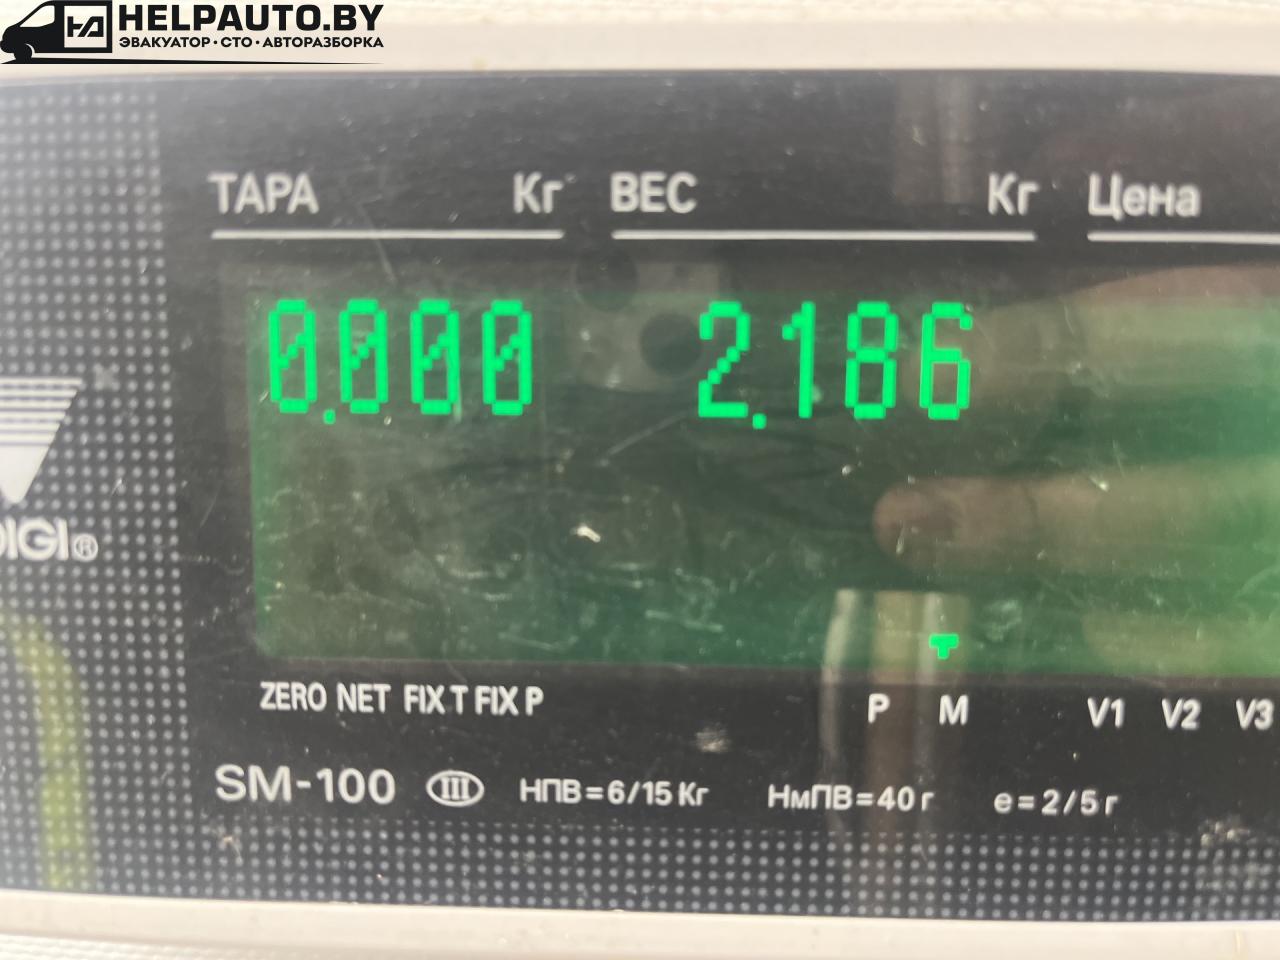 HELPAUTO.BY
ЭВАКУАТОР·СТО·АВТОРАЗБОРКА
ТАРА Кг ВЕС Кг Цена
0.000 2.186
DIGI®
ZERO NET FIX T FIX P P M V1 V2 V3
SM-100 III НПВ=6/15 Кг НмПВ=40 г e=2/5 г